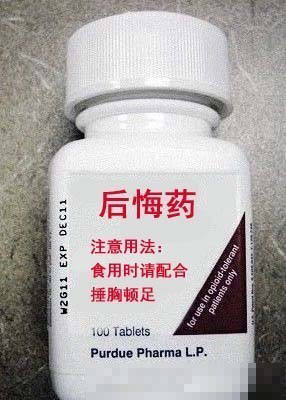 后悔药
注意用法:
食用时请配合
捶胸顿足
for use in opioid-tolerant
patients only
100 Tablets
Purdue Pharma L.P.
W2G11 EXP DEC11